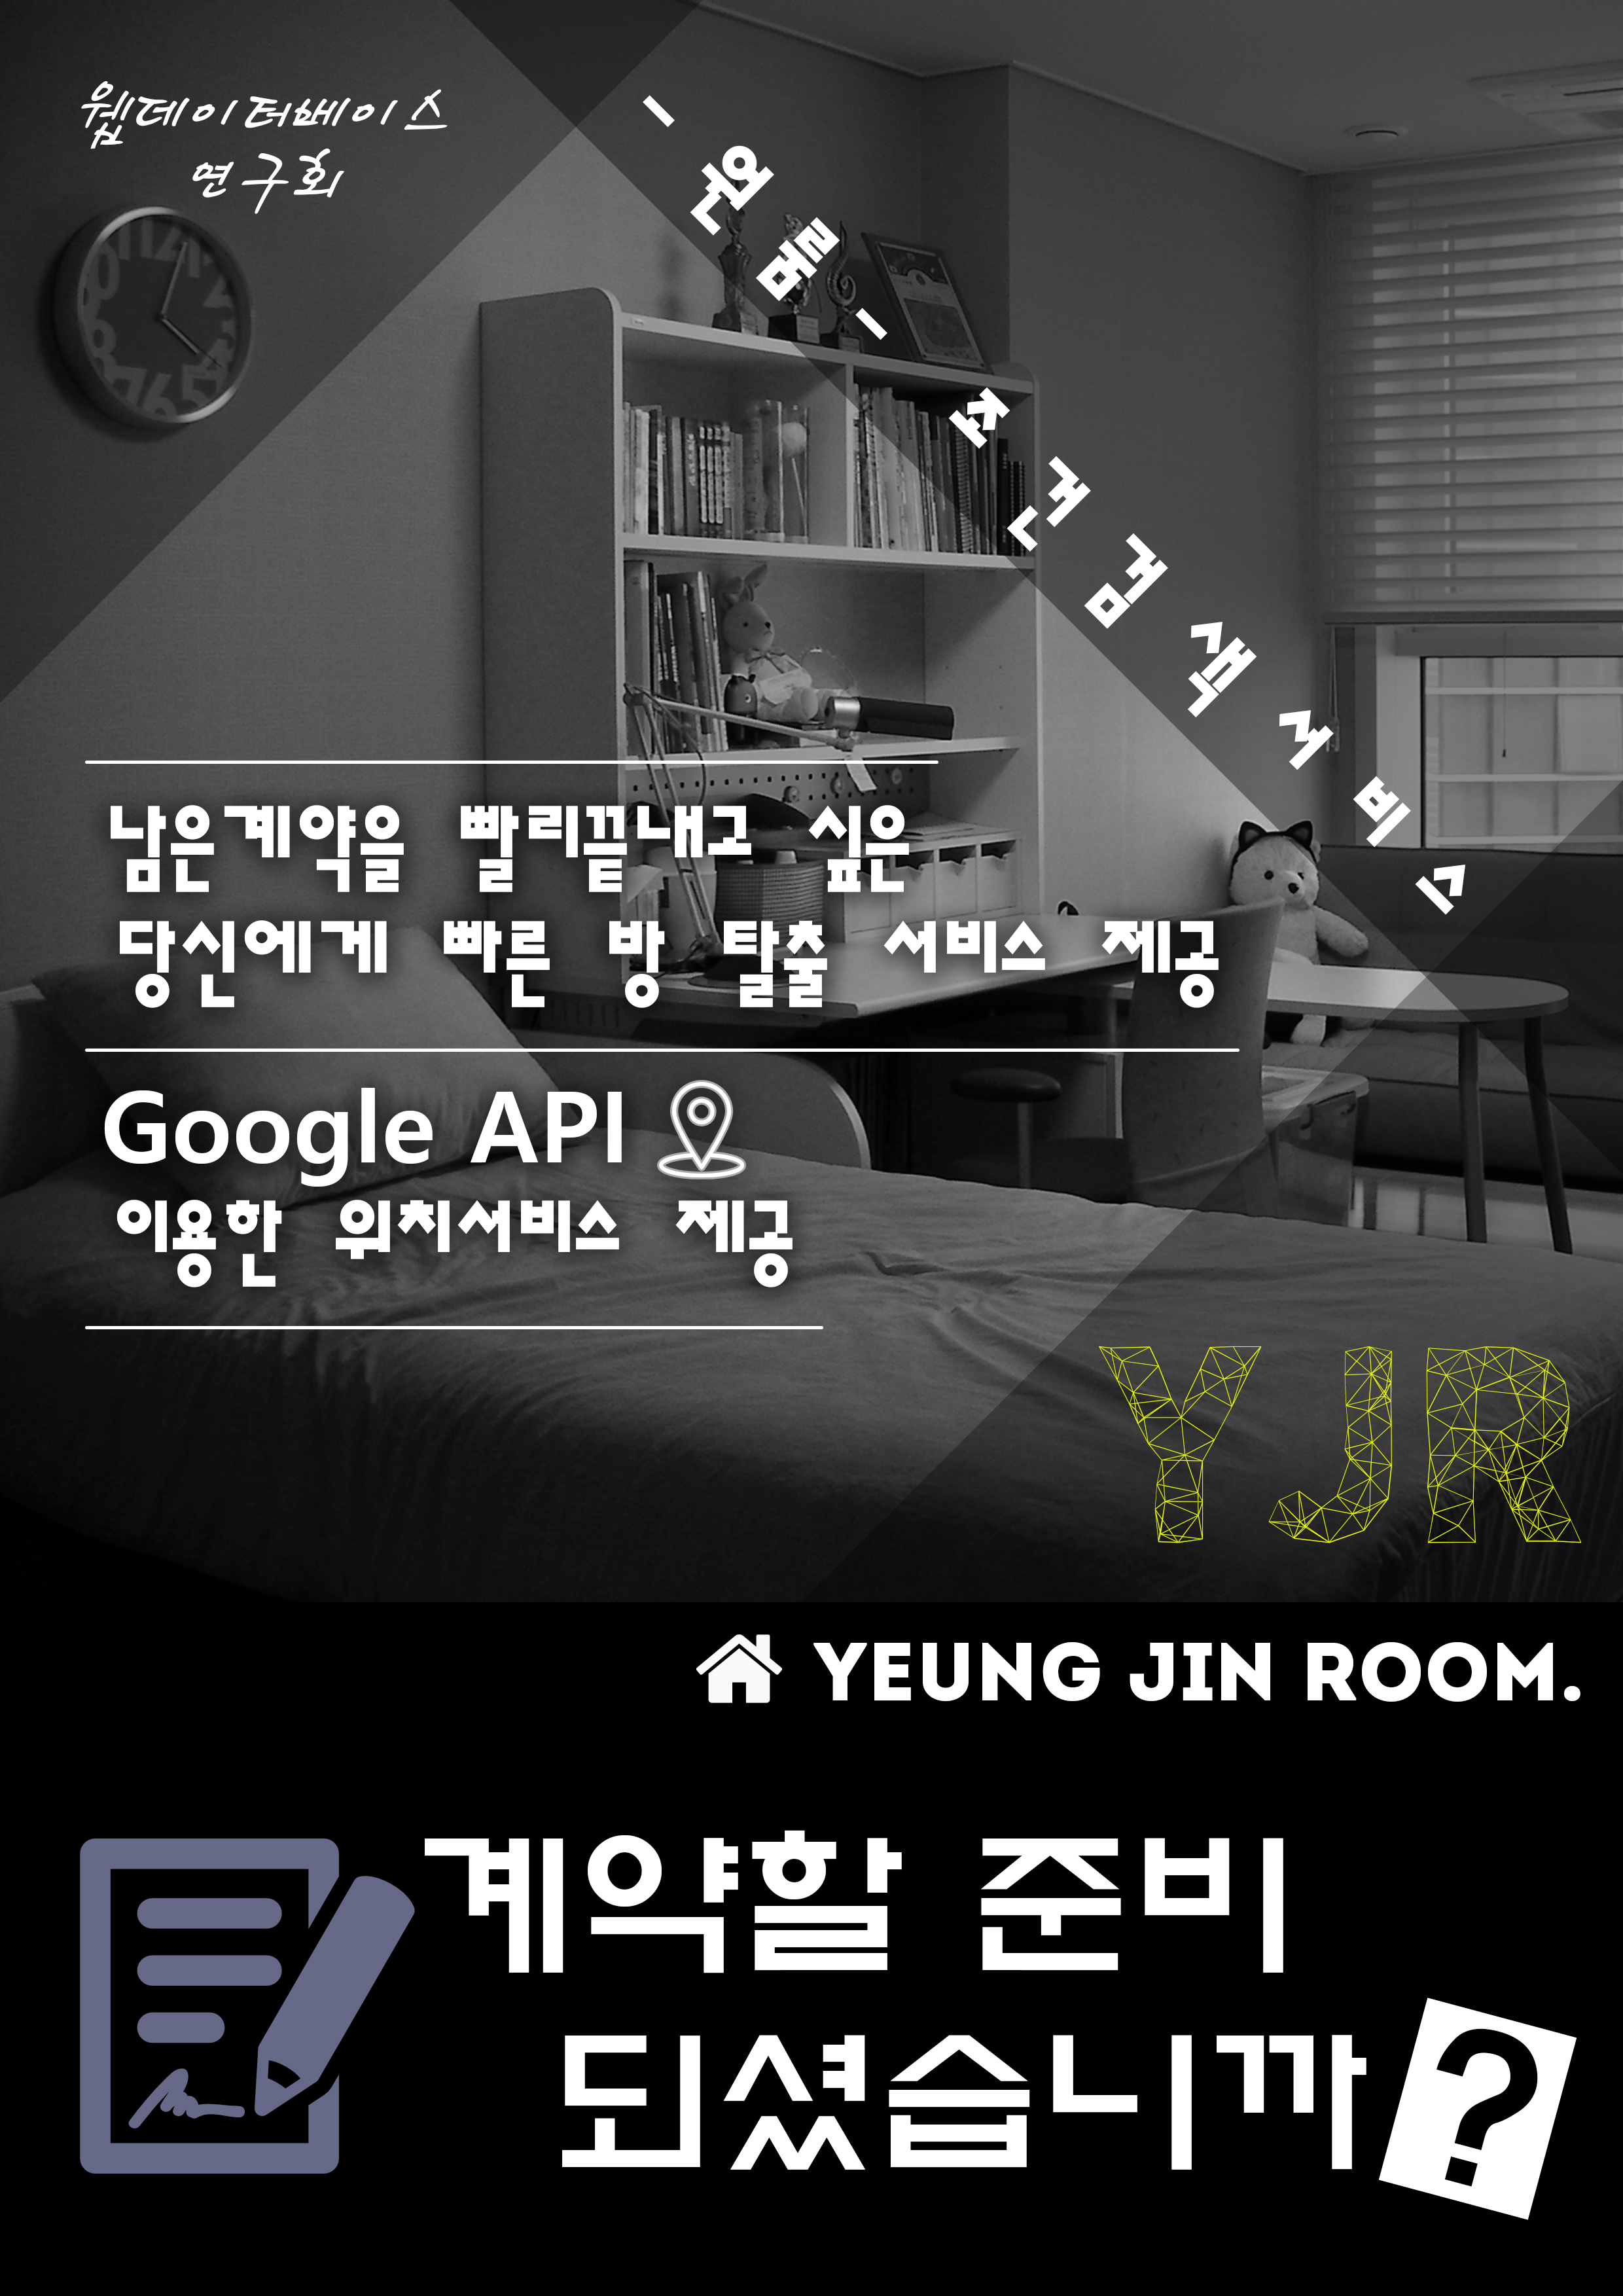 웹데이터베이스
연구회
- 원룸 - 조건검색서비스
남은계약을 빨리끝내고 싶은
당신에게 빠른 방 탈출 서비스 제공
Google API
이용한 위치서비스 제공
YJR
YEUNG JIN ROOM.
계약할 준비
되셨습니까?